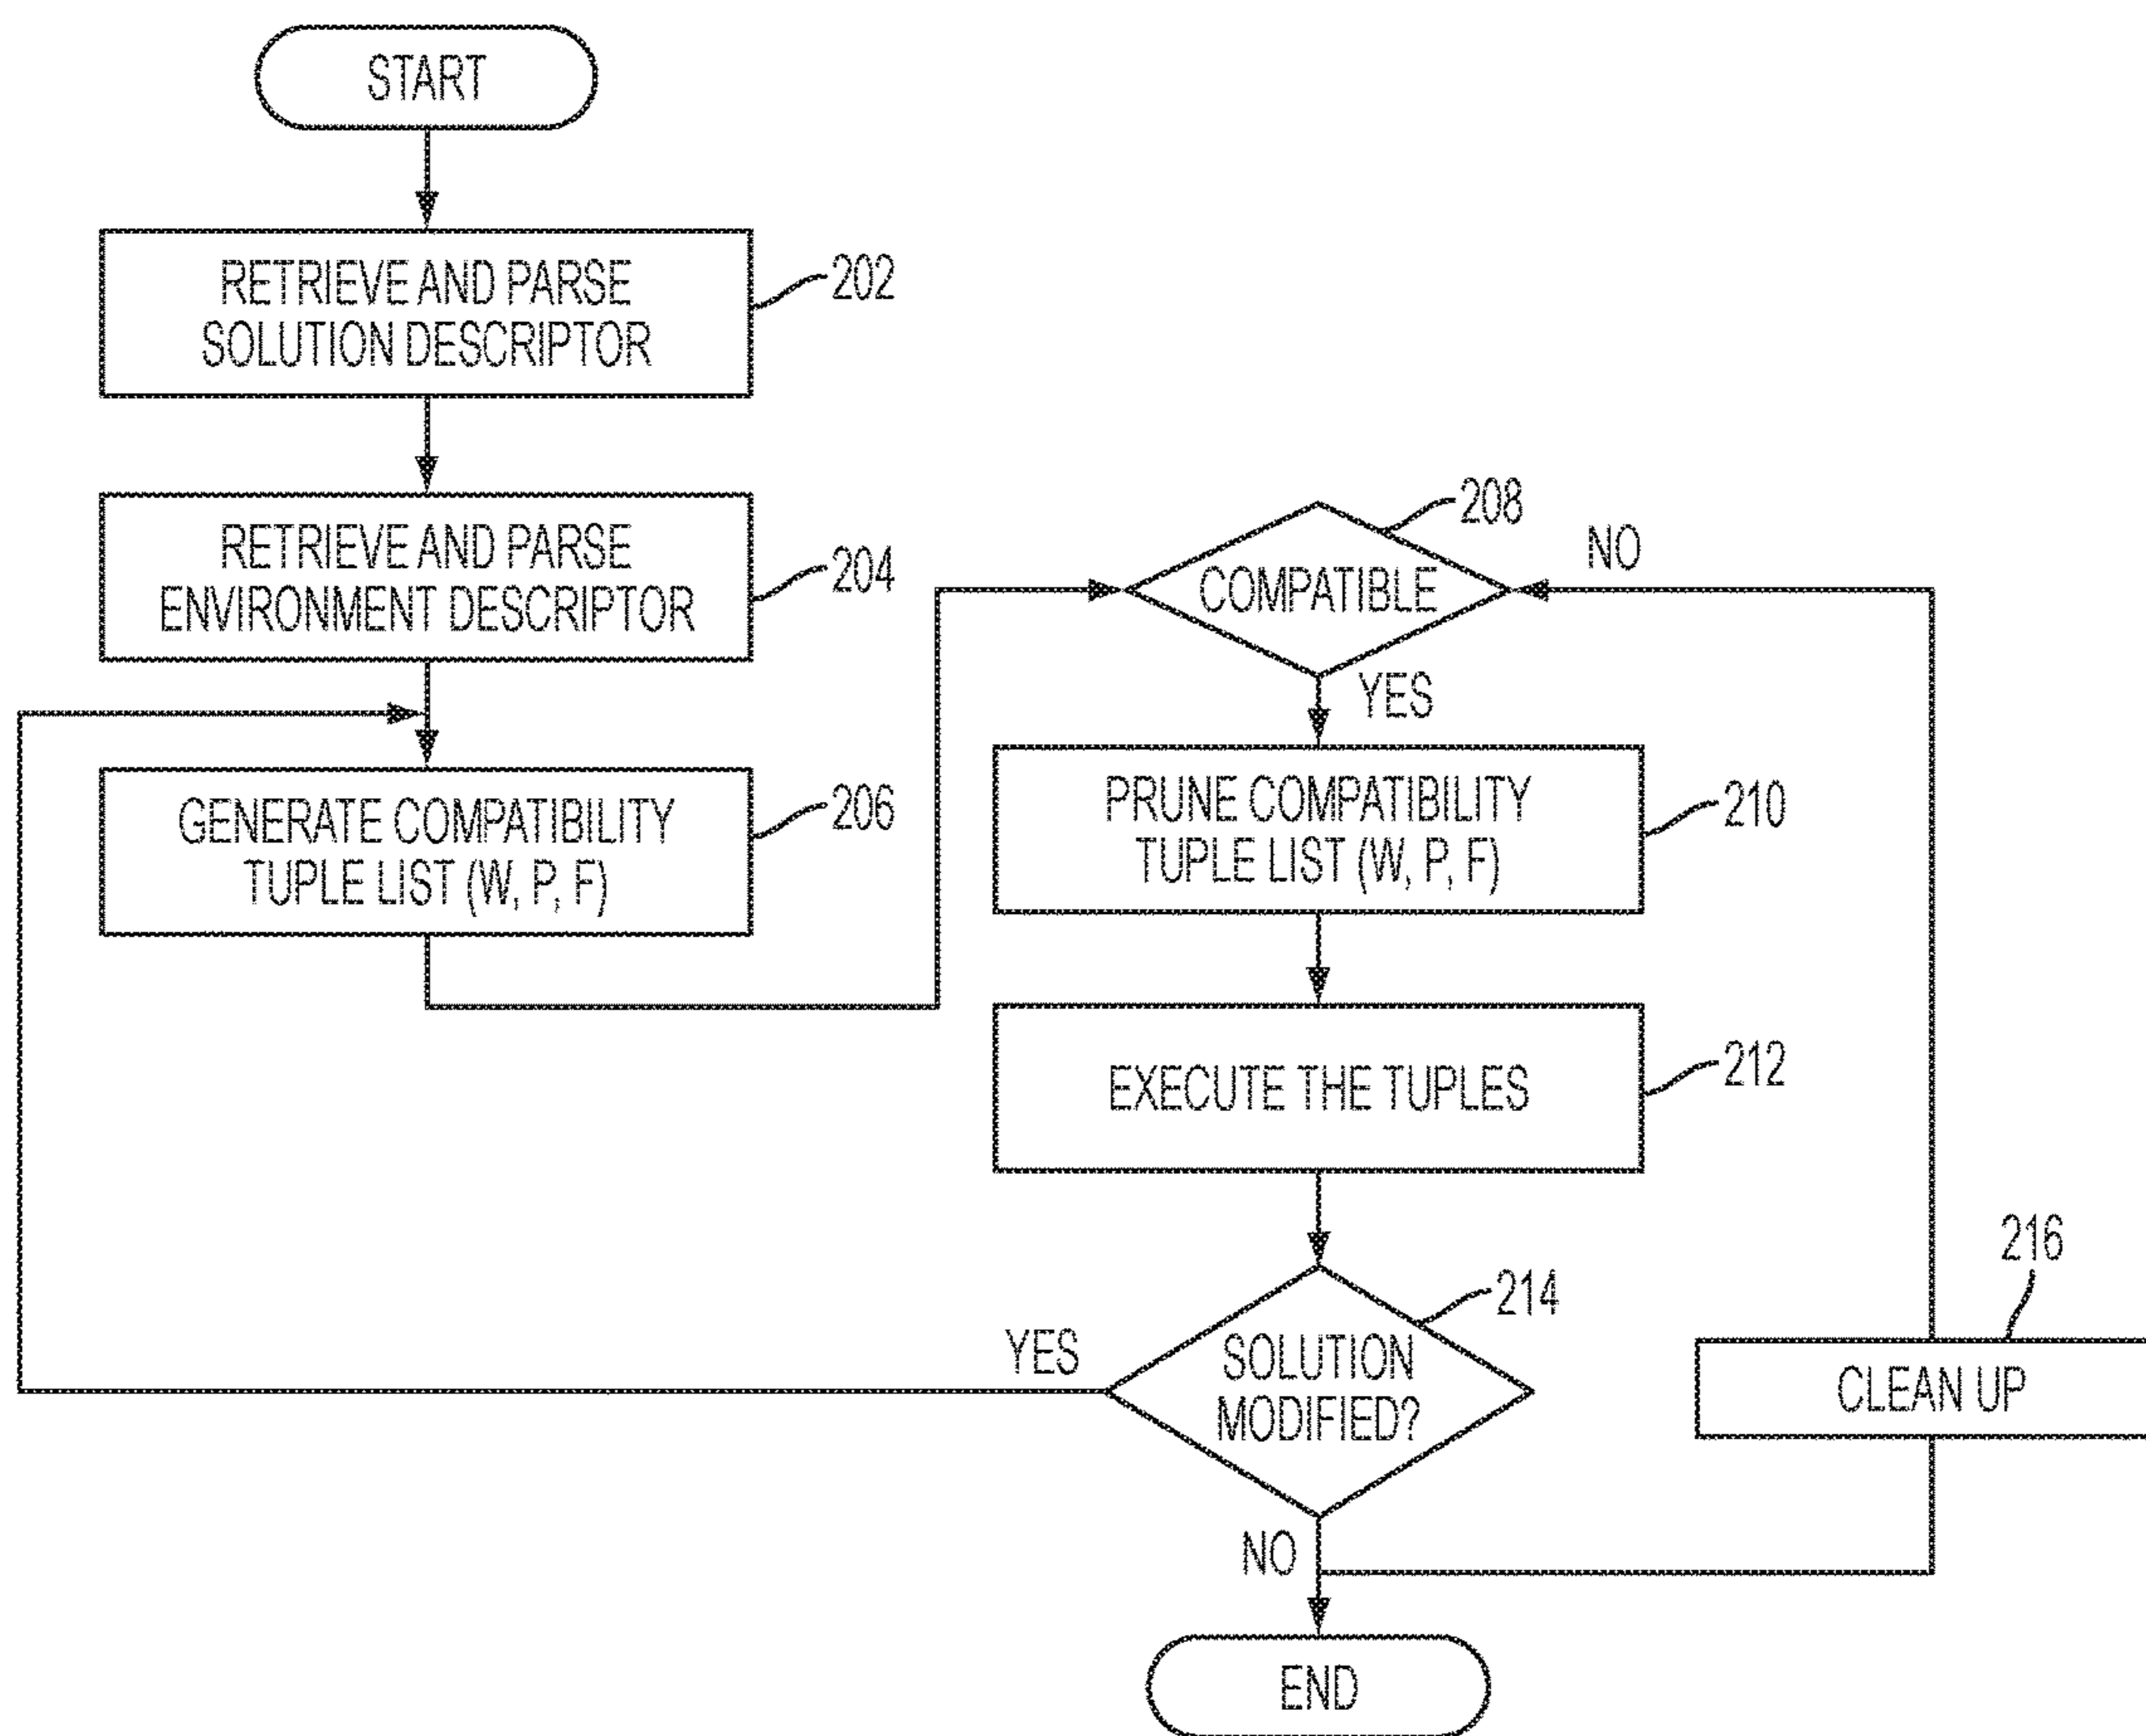 START
RETRIEVE AND PARSE
SOLUTION DESCRIPTOR
202
RETRIEVE AND PARSE
ENVIRONMENT DESCRIPTOR
204
GENERATE COMPATIBILITY
TUPLE LIST (W, P, F)
206
COMPATIBLE
208
NO
YES
PRUNE COMPATIBILITY
TUPLE LIST (W, P, F)
210
EXECUTE THE TUPLES
212
SOLUTION
MODIFIED?
214
YES
NO
216
CLEAN UP
END